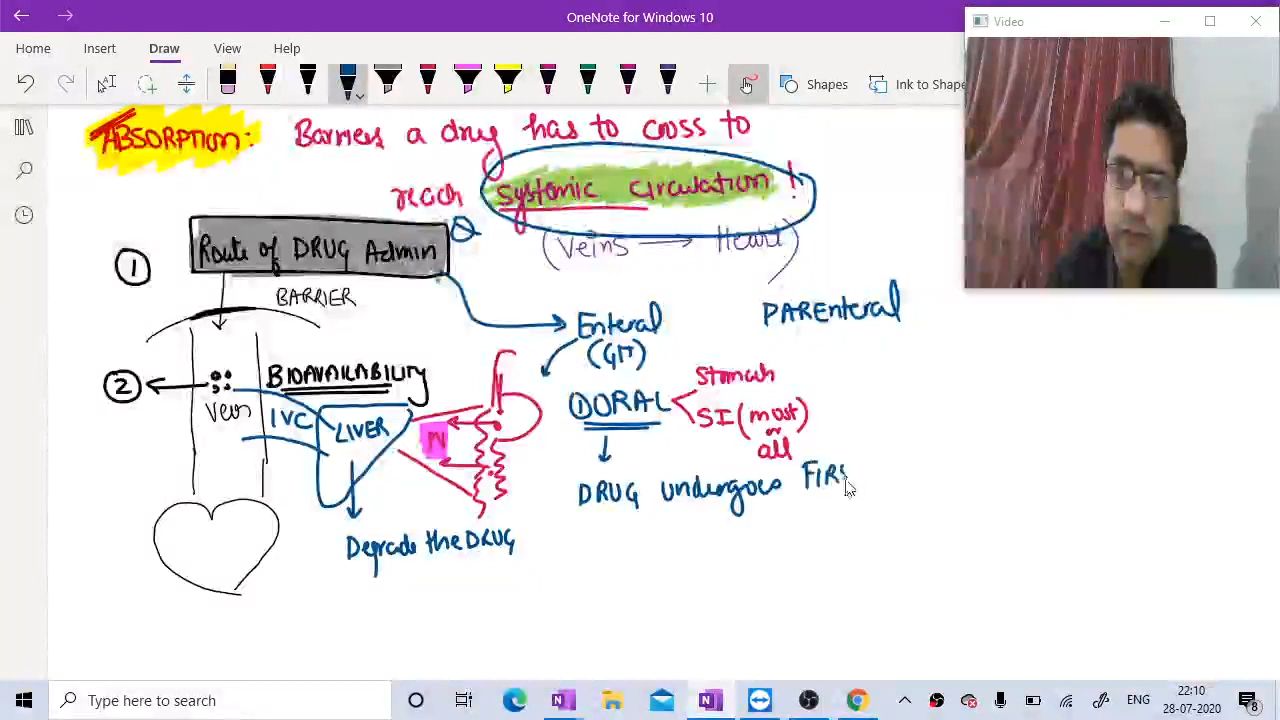 OneNote for Windows 10
Video
Home Insert Draw View Help
Shapes Ink to Shape
ABSORPTION: Barriers a drug has to cross to
reach systemic circulation!
(Veins → Heart)
① Route of DRUG Admin
BARRIER
Enteral
(GIT)
PAREnteral
② BIOAVAILABILITY
Vein
IVC
LIVER
① ORAL
Stomach
SI (most
or
all
DRUG undergoes FIRS
Degrade the DRUG
Type here to search
ENG
22:10
28-07-2020
8